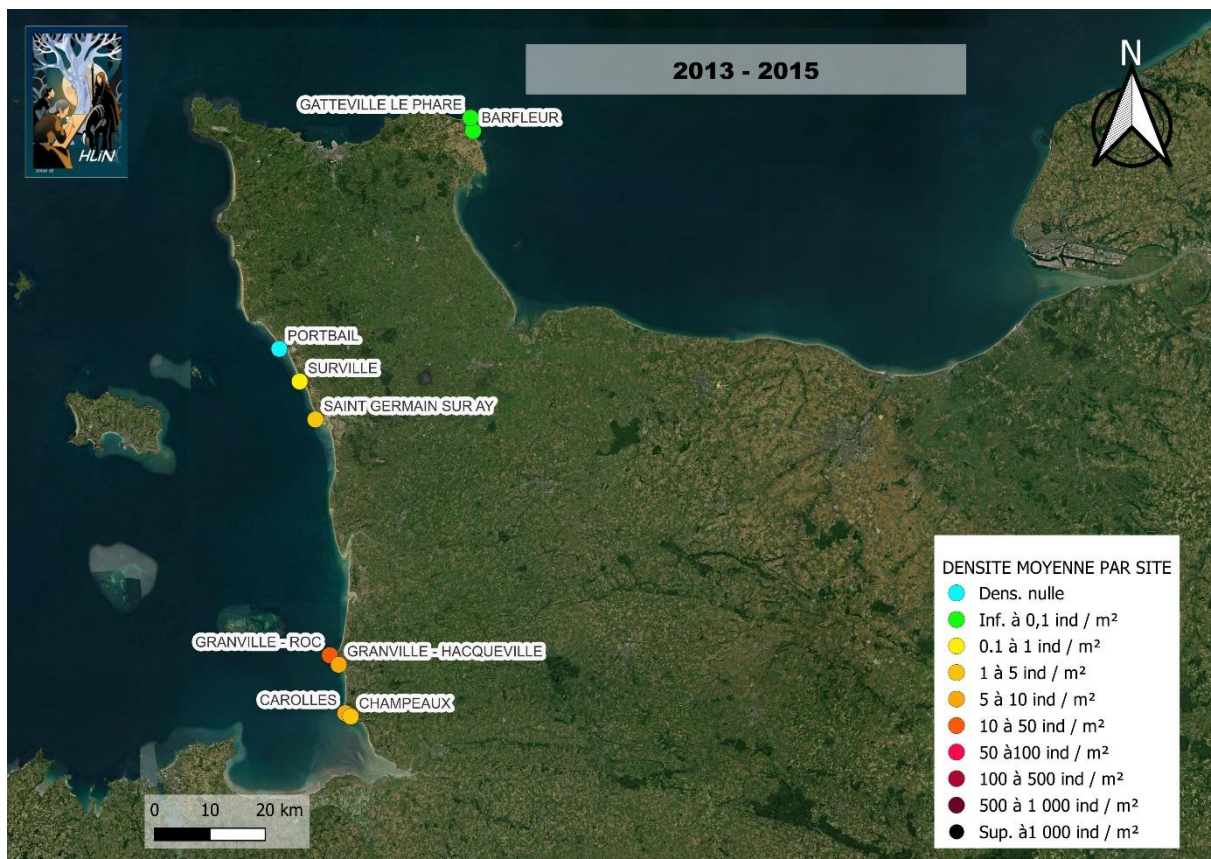 2013 - 2015
N
HLiN
GATTEVILLE LE PHARE
BARFLEUR
PORTBAIL
SURVILLE
SAINT GERMAIN SUR AY
GRANVILLE - ROC
GRANVILLE - HACQUEVILLE
CAROLLES
CHAMPEAUX
0 10 20 km
DENSITE MOYENNE PAR SITE
Dens. nulle
Inf. à 0,1 ind / m²
0.1 à 1 ind / m²
1 à 5 ind / m²
5 à 10 ind / m²
10 à 50 ind / m²
50 à100 ind / m²
100 à 500 ind / m²
500 à 1 000 ind / m²
Sup. à1 000 ind / m²